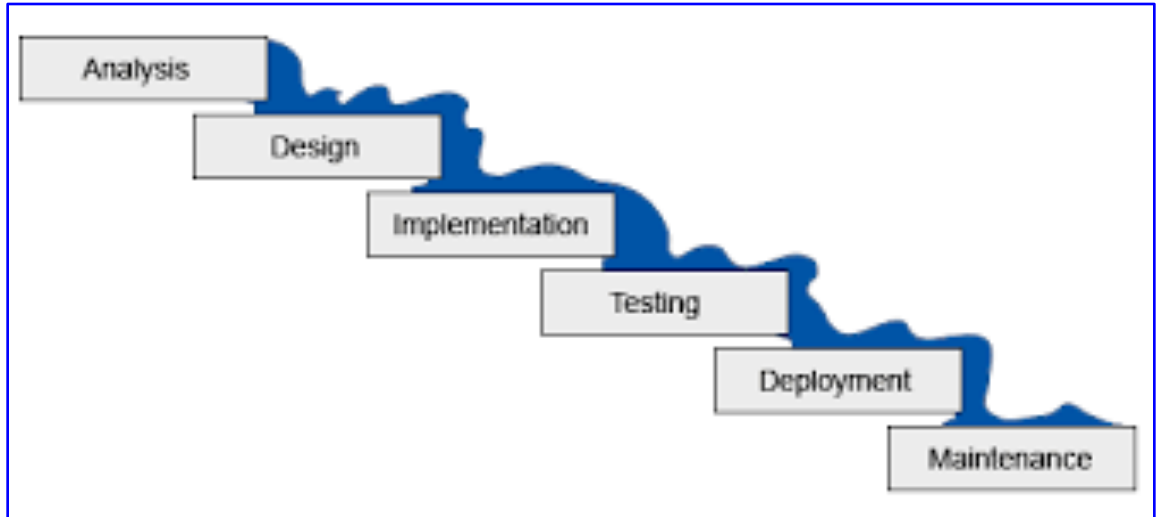 Analysis
Design
Implementation
Testing
Deployment
Maintenance